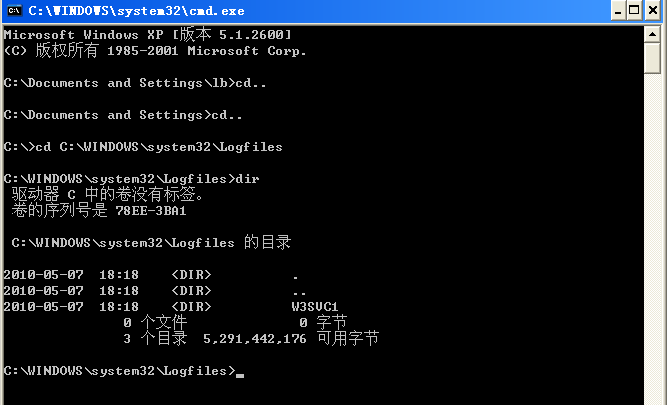 C:\WINDOWS\system32\cmd.exe
Microsoft Windows XP [版本 5.1.2600]
(C) 版权所有 1985-2001 Microsoft Corp.
C:\Documents and Settings\lb>cd..
C:\Documents and Settings>cd..
C:\>cd C:\WINDOWS\system32\Logfiles
C:\WINDOWS\system32\Logfiles>dir
驱动器 C 中的卷没有标签。
卷的序列号是 78EE-3BA1
C:\WINDOWS\system32\Logfiles 的目录
2010-05-07  18:18    <DIR>          .
2010-05-07  18:18    <DIR>          ..
2010-05-07  18:18    <DIR>          W3SVC1
0 个文件              0 字节
3 个目录  5,291,442,176 可用字节
C:\WINDOWS\system32\Logfiles>_